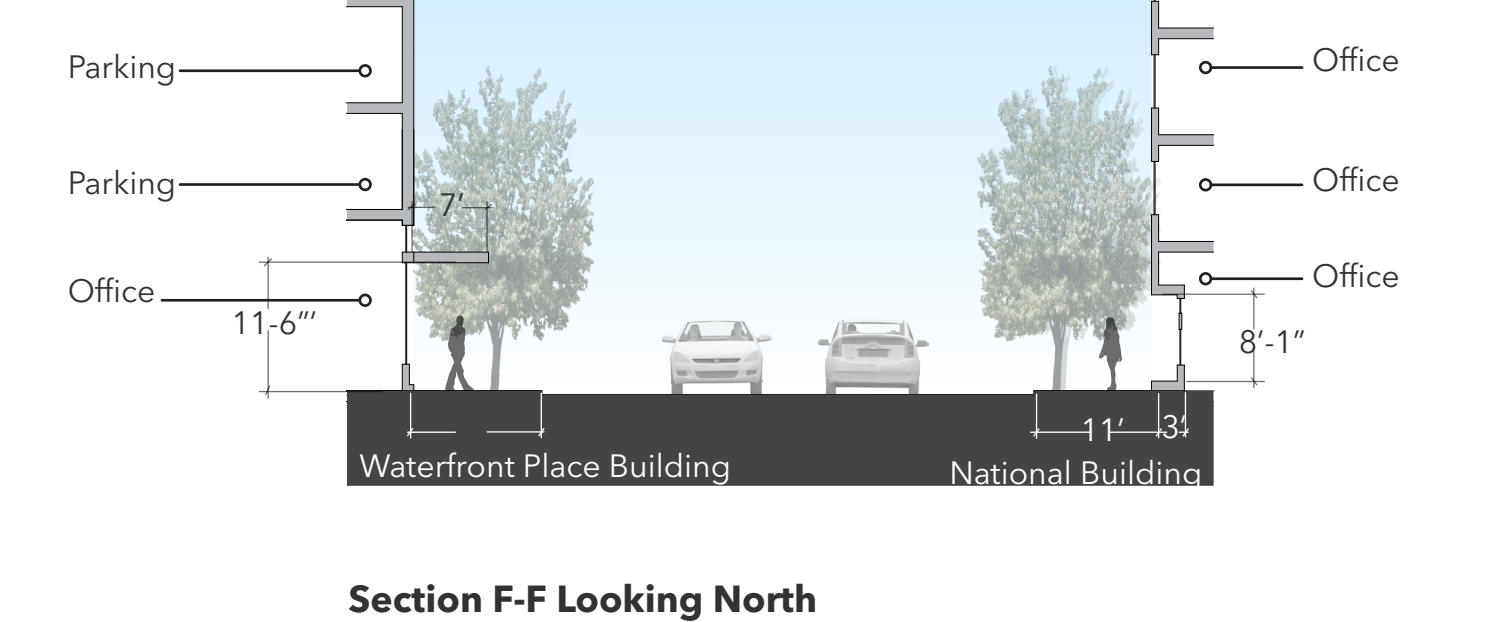 Parking
Office
Parking
Office
7’
Office
Office
11-6”’
8’-1”
11’
3’
Waterfront Place Building
National Building
Section F-F Looking North